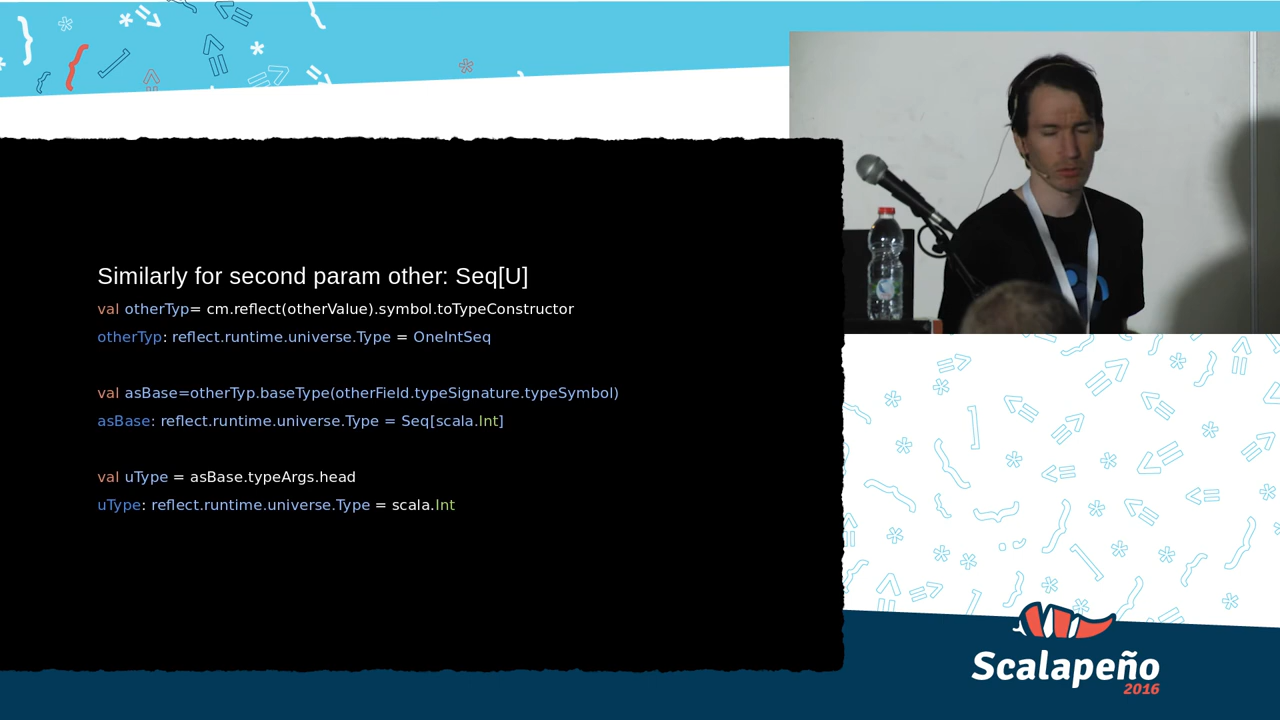 Similarly for second param other: Seq[U]
val otherTyp= cm.reflect(otherValue).symbol.toTypeConstructor
otherTyp: reflect.runtime.universe.Type = OneIntSeq
val asBase=otherTyp.baseType(otherField.typeSignature.typeSymbol)
asBase: reflect.runtime.universe.Type = Seq[scala.Int]
val uType = asBase.typeArgs.head
uType: reflect.runtime.universe.Type = scala.Int
Scalapeño
2016